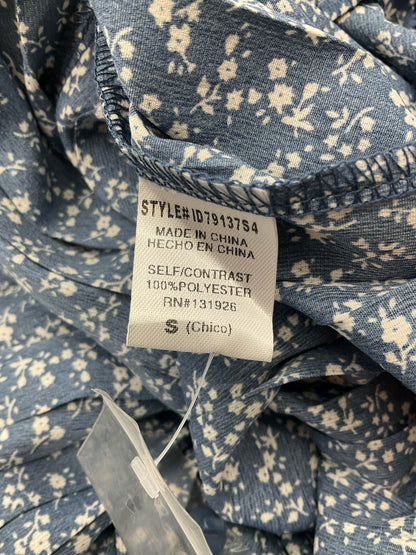 STYLE#ID79137S4
MADE IN CHINA
HECHO EN CHINA
SELF/CONTRAST
100%POLYESTER
RN#131926
S (Chico)